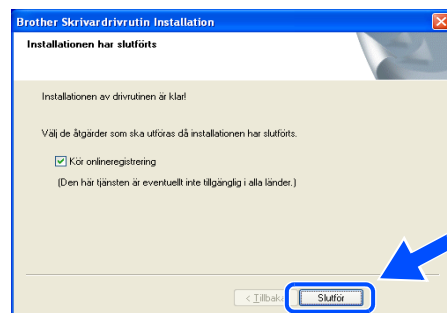 Brother Skrivardrivrutin Installation
Installationen har slutförts
Installationen av drivrutinen är klar!
Välj de åtgärder som ska utföras då installationen har slutförts.
Kör onlineregistrering
(Den här tjänsten är eventuellt inte tillgänglig i alla länder.)
< Tillbaka Slutför